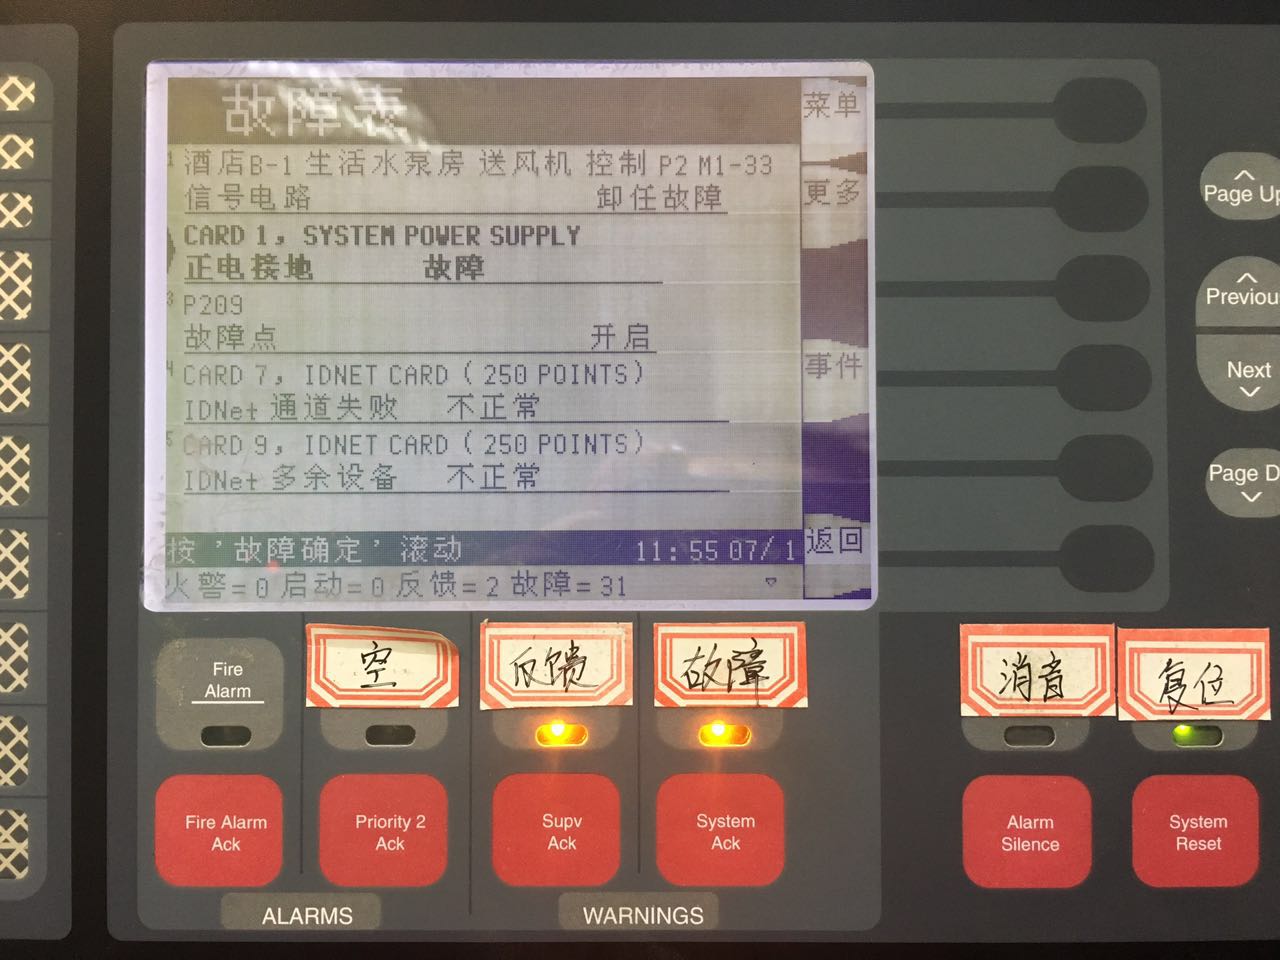 故障表
菜单
1 酒店B-1 生活水泵房 送风机 控制 P2 M1-33
信号电路 卸任故障
更多
CARD 1, SYSTEM POWER SUPPLY
正电接地 故障
3 P209
故障点 开启
事件
4 CARD 7, IDNET CARD (250 POINTS)
IDNet 通道失败 不正常
5 CARD 9, IDNET CARD (250 POINTS)
IDNet 多余设备 不正常
返回
按 '故障确定' 滚动 11:55 07/ 1
火警=0 启动=0 反馈=2 故障=31
Page Up
Previou
Next
Page D
Fire
Alarm
空
反馈
故障
消音
复位
Fire Alarm
Ack
Priority 2
Ack
Supv
Ack
System
Ack
Alarm
Silence
System
Reset
ALARMS
WARNINGS